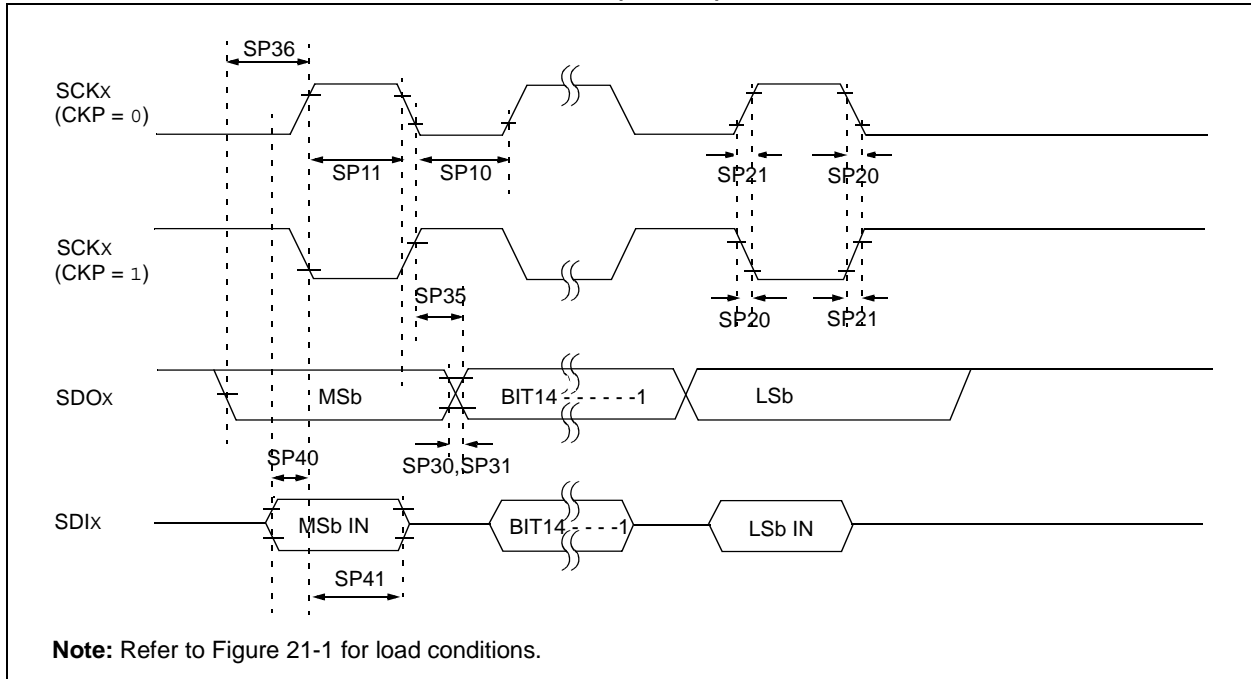 SP36
SCKX
(CKP = 0)
SP11
SP10
SP21
SP20
SCKX
(CKP = 1)
SP35
SP20
SP21
SDOX
MSb
BIT14 - - - - - -1
LSb
SP40
SP30,SP31
SDIX
MSb IN
BIT14 - - - -1
LSb IN
SP41
Note: Refer to Figure 21-1 for load conditions.